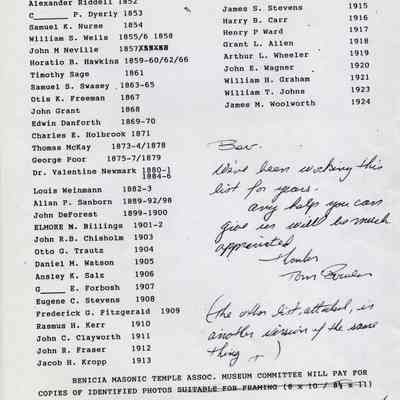 Alexander Riddell 1852
C______ P. Dyerly 1853
Samuel K. Nurse 1854
William S. Wells 1855/6 1858
John M Neville 1857
Horatio B. Hawkins 1859-60/62/66
Timothy Sage 1861
Samuel S. Swasey 1863-65
Otis K. Freeman 1867
John Grant 1868
Edwin Danforth 1869-70
Charles E. Holbrook 1871
Thomas McKay 1873-4/1878
George Poor 1875-7/1879
Dr. Valentine Newmark 1880-1
1884-6
Louis Weinmann 1882-3
Allan P. Sanborn 1889-92/98
John DeForest 1899-1900
ELMORE M. Billings 1901-2
John R.B. Chisholm 1903
Otto G. Trautz 1904
Daniel M. Watson 1905
Ansley K. Salz 1906
G_____ E. Forbosh 1907
Eugene C. Stevens 1908
Frederick G. Fitzgerald 1909
Rasmus H. Kerr 1910
John C. Clayworth 1911
John R. Fraser 1912
Jacob H. Kropp 1913
James S. Stevens 1915
Harry B. Carr 1916
Henry P Ward 1917
Grant L. Allen 1918
Arthur L. Wheeler 1919
John E. Wagner 1920
William H. Graham 1921
William T. Johns 1923
James M. Woolworth 1924
Bev.
We've been working this
list for years.
any help you can
give us will be much
appreciated
Thanks
Tom
(the other list, attached, is
another version of the same
thing)
BENICIA MASONIC TEMPLE ASSOC. MUSEUM COMMITTEE WILL PAY FOR
COPIES OF IDENTIFIED PHOTOS SUITABLE FOR FRAMING (8 x 10 / 8½ x 11)